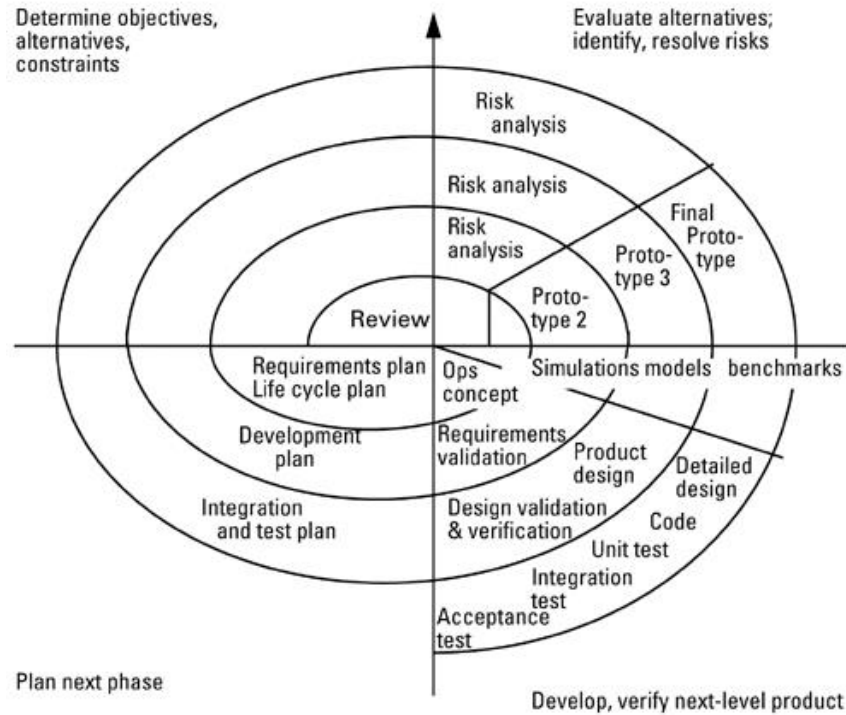 Determine objectives,
alternatives,
constraints
Evaluate alternatives;
identify, resolve risks
Risk
analysis
Risk analysis
Risk
analysis
Final
Proto-
type
Proto-
type 3
Proto-
type 2
Review
Requirements plan
Life cycle plan
Ops
concept
Simulations models
benchmarks
Development
plan
Requirements
validation
Product
design
Detailed
design
Integration
and test plan
Design validation
& verification
Code
Unit test
Integration
test
Acceptance
test
Plan next phase
Develop, verify next-level product